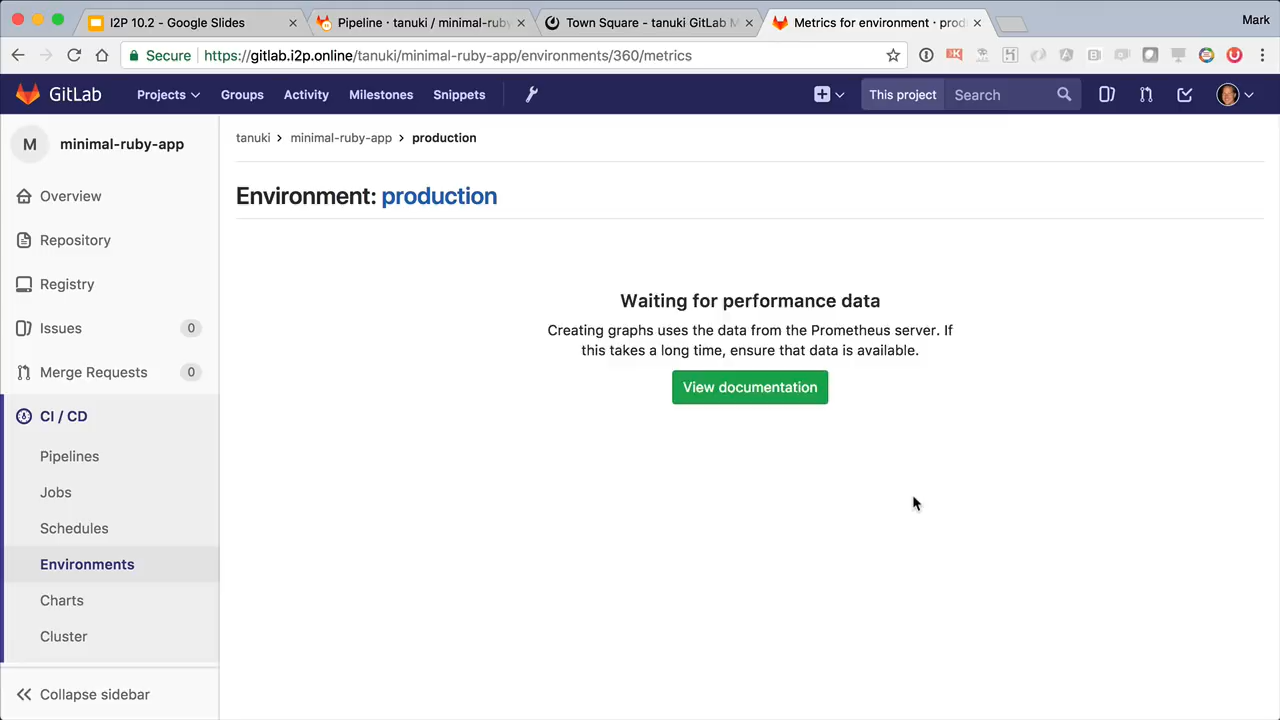 I2P 10.2 - Google Slides
Pipeline · tanuki / minimal-ruby
Town Square - tanuki GitLab M
Metrics for environment · prod
Mark
Secure
https://gitlab.i2p.online/tanuki/minimal-ruby-app/environments/360/metrics
GitLab
Projects
Groups
Activity
Milestones
Snippets
This project
Search
M
minimal-ruby-app
Overview
Repository
Registry
Issues
0
Merge Requests
0
CI / CD
Pipelines
Jobs
Schedules
Environments
Charts
Cluster
Collapse sidebar
tanuki > minimal-ruby-app > production
Environment: production
Waiting for performance data
Creating graphs uses the data from the Prometheus server. If
this takes a long time, ensure that data is available.
View documentation